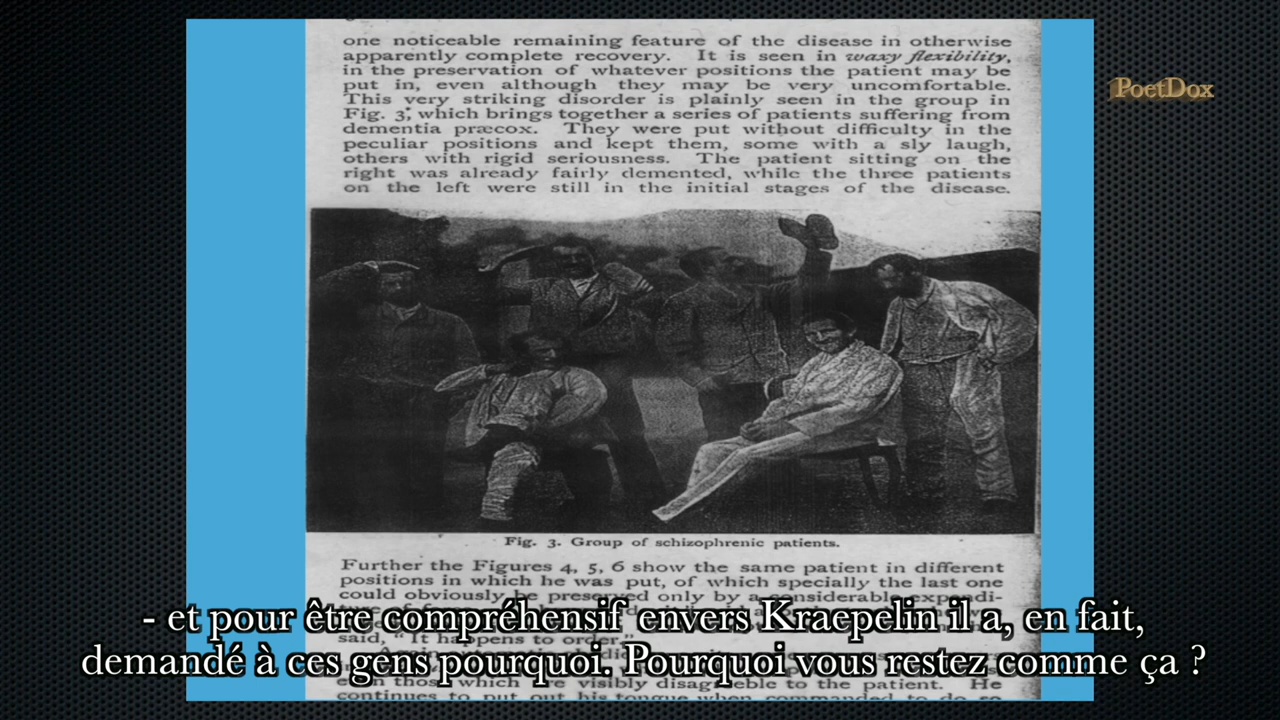 one noticeable remaining feature of the disease in otherwise
apparently complete recovery. It is seen in waxy flexibility,
in the preservation of whatever positions the patient may be
put in, even although they may be very uncomfortable.
This very striking disorder is plainly seen in the group in
Fig. 3, which brings together a series of patients suffering from
dementia præcox. They were put without difficulty in the
peculiar positions and kept them, some with a sly laugh,
others with rigid seriousness. The patient sitting on the
right was already fairly demented, while the three patients
on the left were still in the initial stages of the disease.
PoetDox
Fig. 3. Group of schizophrenic patients.
Further the Figures 4, 5, 6 show the same patient in different
positions in which he was put, of which specially the last one
could obviously be preserved only by a considerable expendi-
said, "It happens to order."
visibly disagreeable to the patient. He
continues to put out his tongue when commanded to do so
- et pour être compréhensif envers Kraepelin il a, en fait,
demandé à ces gens pourquoi. Pourquoi vous restez comme ça ?